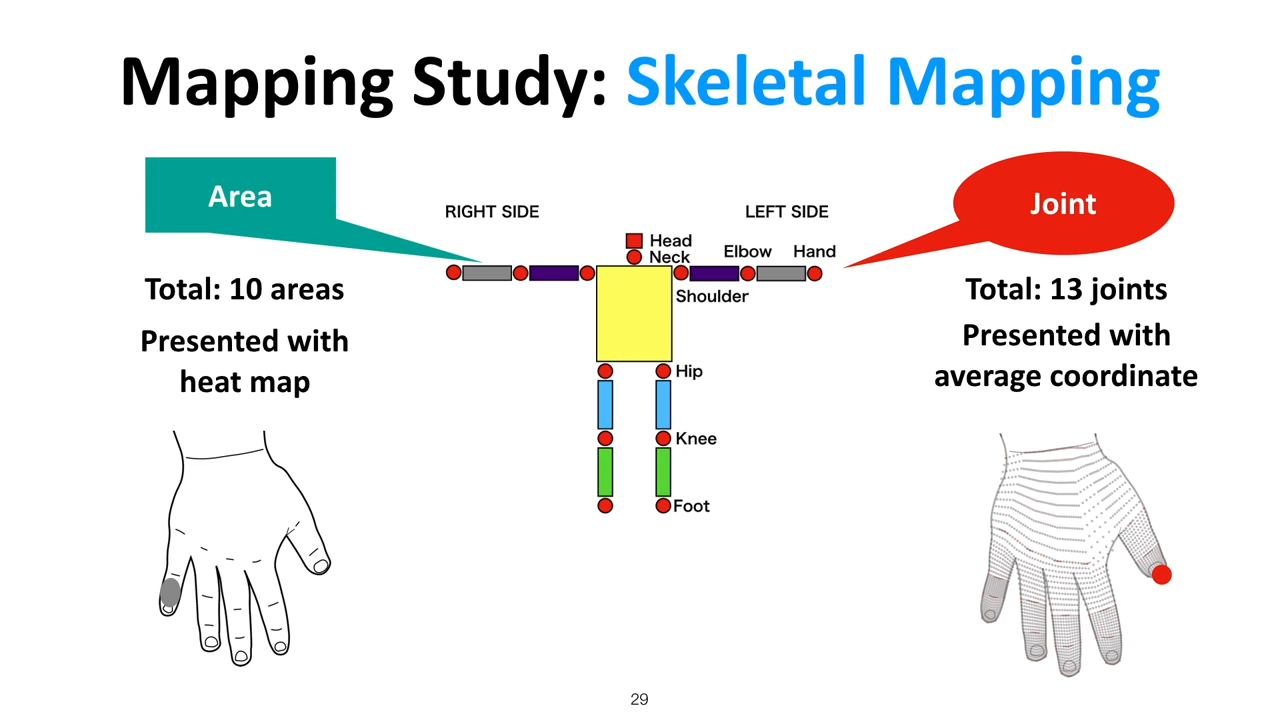 Mapping Study: Skeletal Mapping
Area
Joint
RIGHT SIDE
LEFT SIDE
Head
Neck
Elbow
Hand
Shoulder
Hip
Knee
Foot
Total: 10 areas
Presented with
heat map
Total: 13 joints
Presented with
average coordinate
29